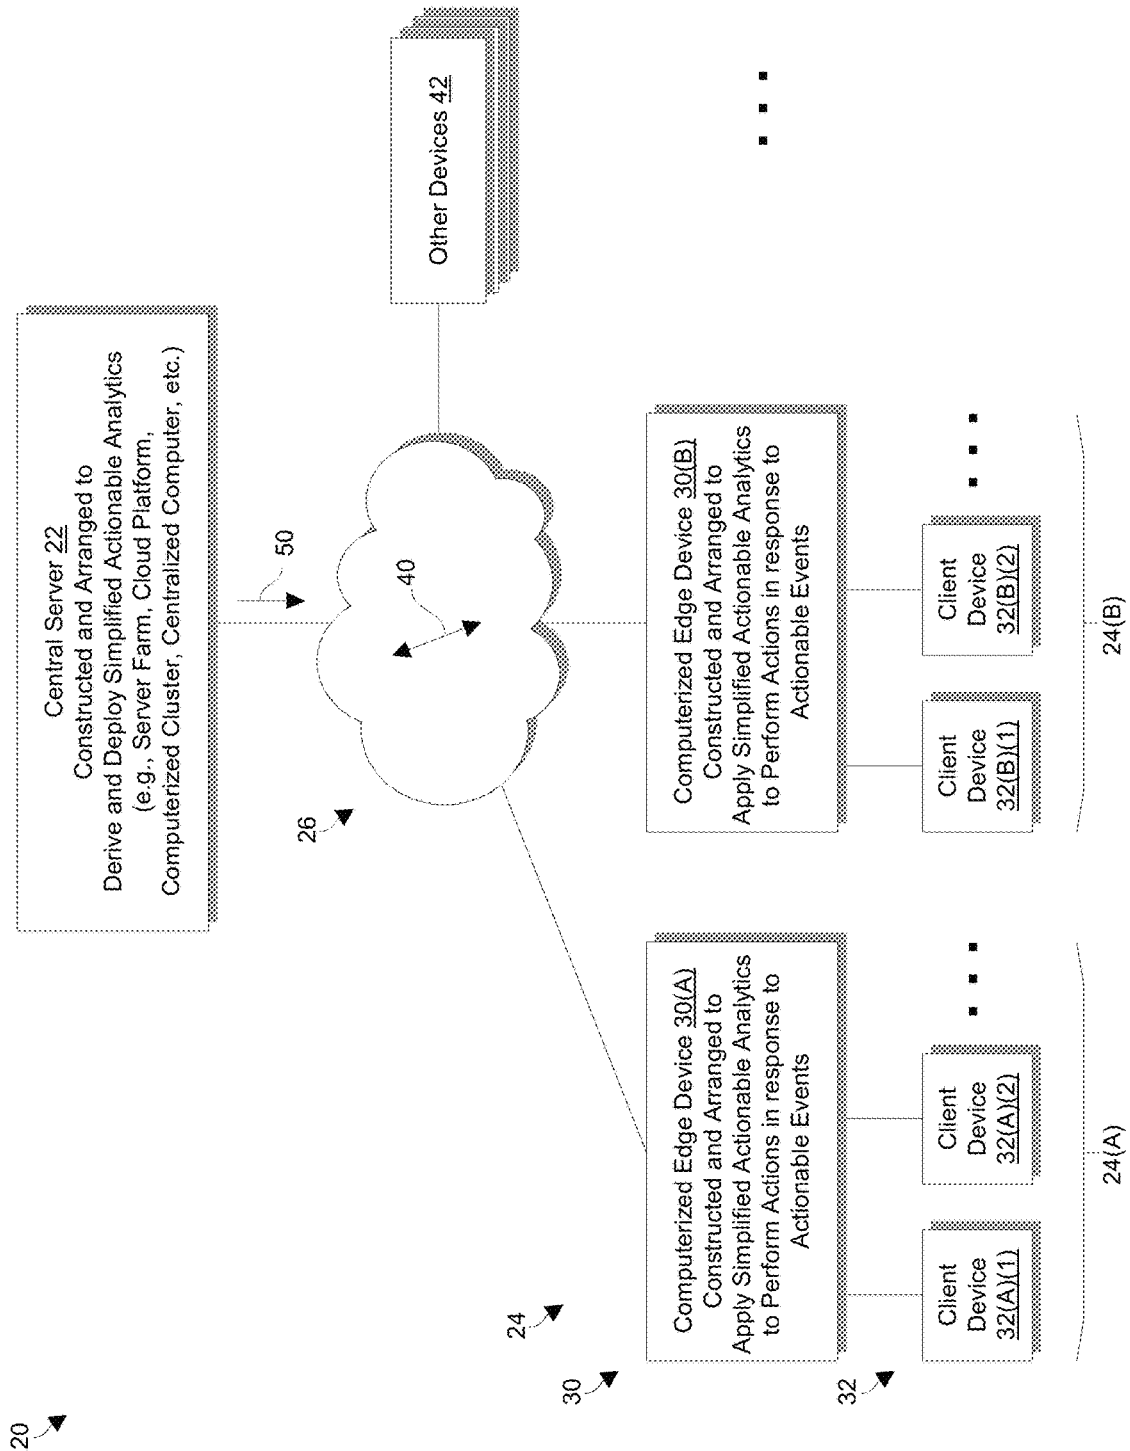 20
Central Server 22
Constructed and Arranged to
Derive and Deploy Simplified Actionable Analytics
(e.g., Server Farm, Cloud Platform,
Computerized Cluster, Centralized Computer, etc.)
50
26
40
Other Devices 42
24
30
Computerized Edge Device 30(A)
Constructed and Arranged to
Apply Simplified Actionable Analytics
to Perform Actions in response to
Actionable Events
Computerized Edge Device 30(B)
Constructed and Arranged to
Apply Simplified Actionable Analytics
to Perform Actions in response to
Actionable Events
32
Client
Device
32(A)(1)
Client
Device
32(A)(2)
Client
Device
32(B)(1)
Client
Device
32(B)(2)
24(A)
24(B)